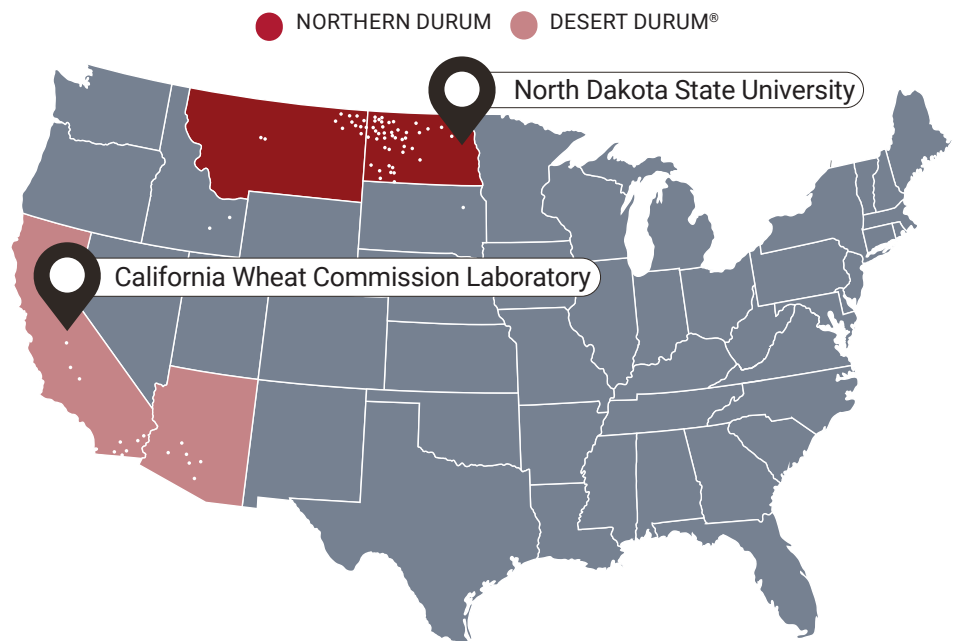 NORTHERN DURUM
DESERT DURUM®
North Dakota State University
California Wheat Commission Laboratory